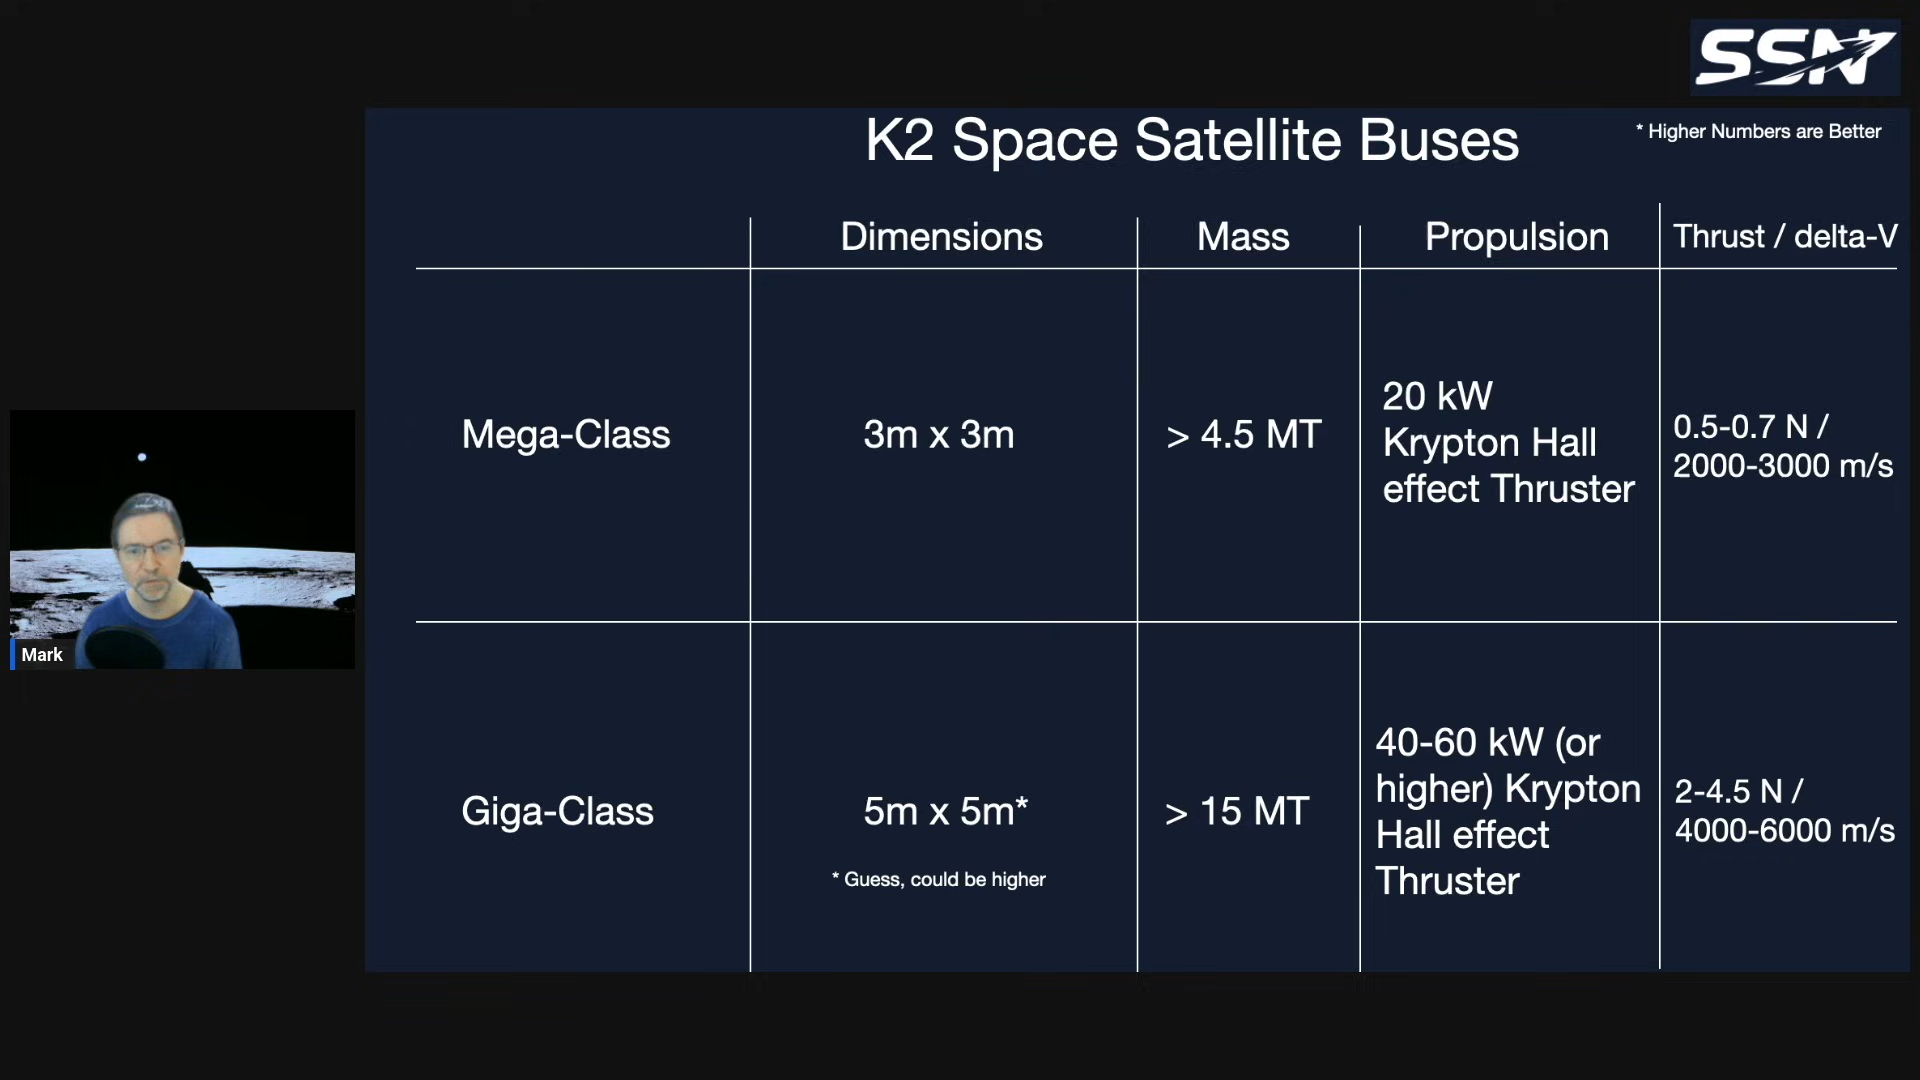 SSN
K2 Space Satellite Buses
* Higher Numbers are Better
Dimensions
Mass
Propulsion
Thrust / delta-V
Mega-Class
3m x 3m
> 4.5 MT
20 kW
Krypton Hall
effect Thruster
0.5-0.7 N /
2000-3000 m/s
Giga-Class
5m x 5m*
* Guess, could be higher
> 15 MT
40-60 kW (or
higher) Krypton
Hall effect
Thruster
2-4.5 N /
4000-6000 m/s
Mark